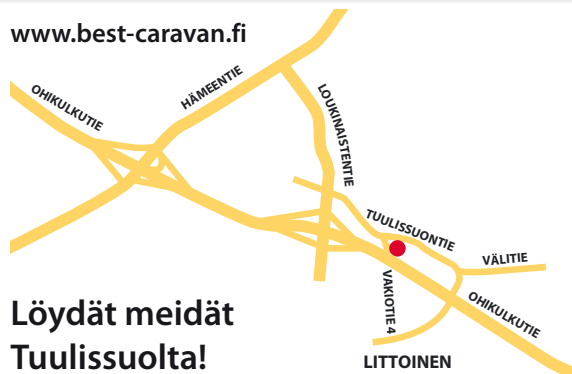 www.best-caravan.fi
OHIKULKUTIE
HÄMEENTIE
LOUKINAISTENTIE
TUULISSUONTIE
VÄLITIE
VAKIOTIE 4
OHIKULKUTIE
Löydät meidät
Tuulissuolta!
LITTOINEN